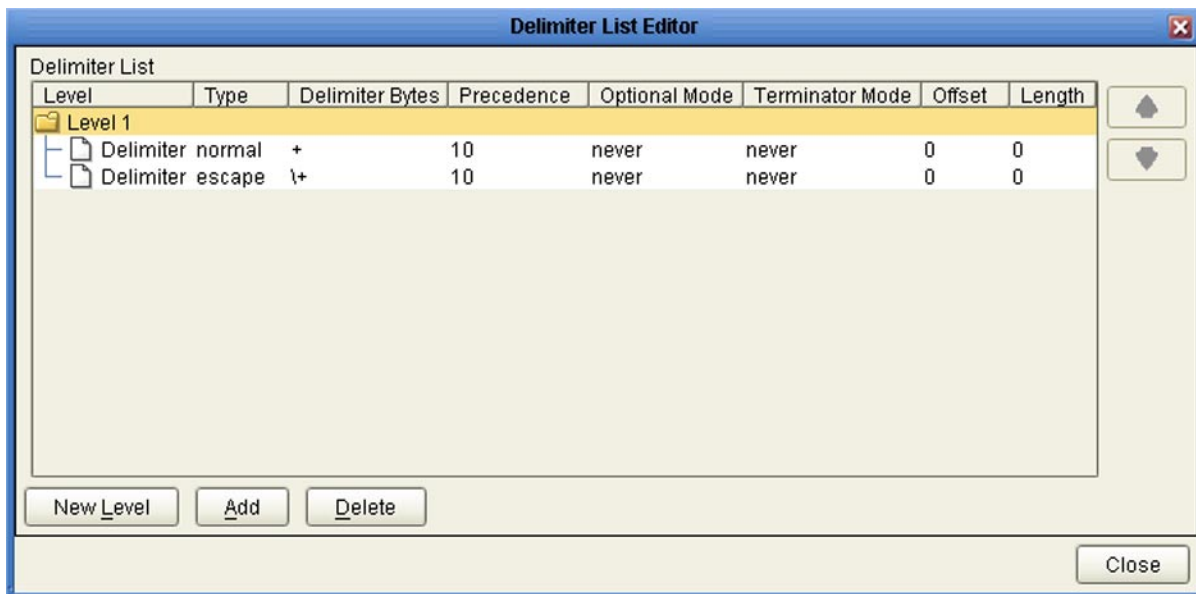 Delimiter List Editor
Delimiter List
Level Type Delimiter Bytes Precedence Optional Mode Terminator Mode Offset Length
Level 1
Delimiter normal + 10 never never 0 0
Delimiter escape \+ 10 never never 0 0
New Level Add Delete
Close